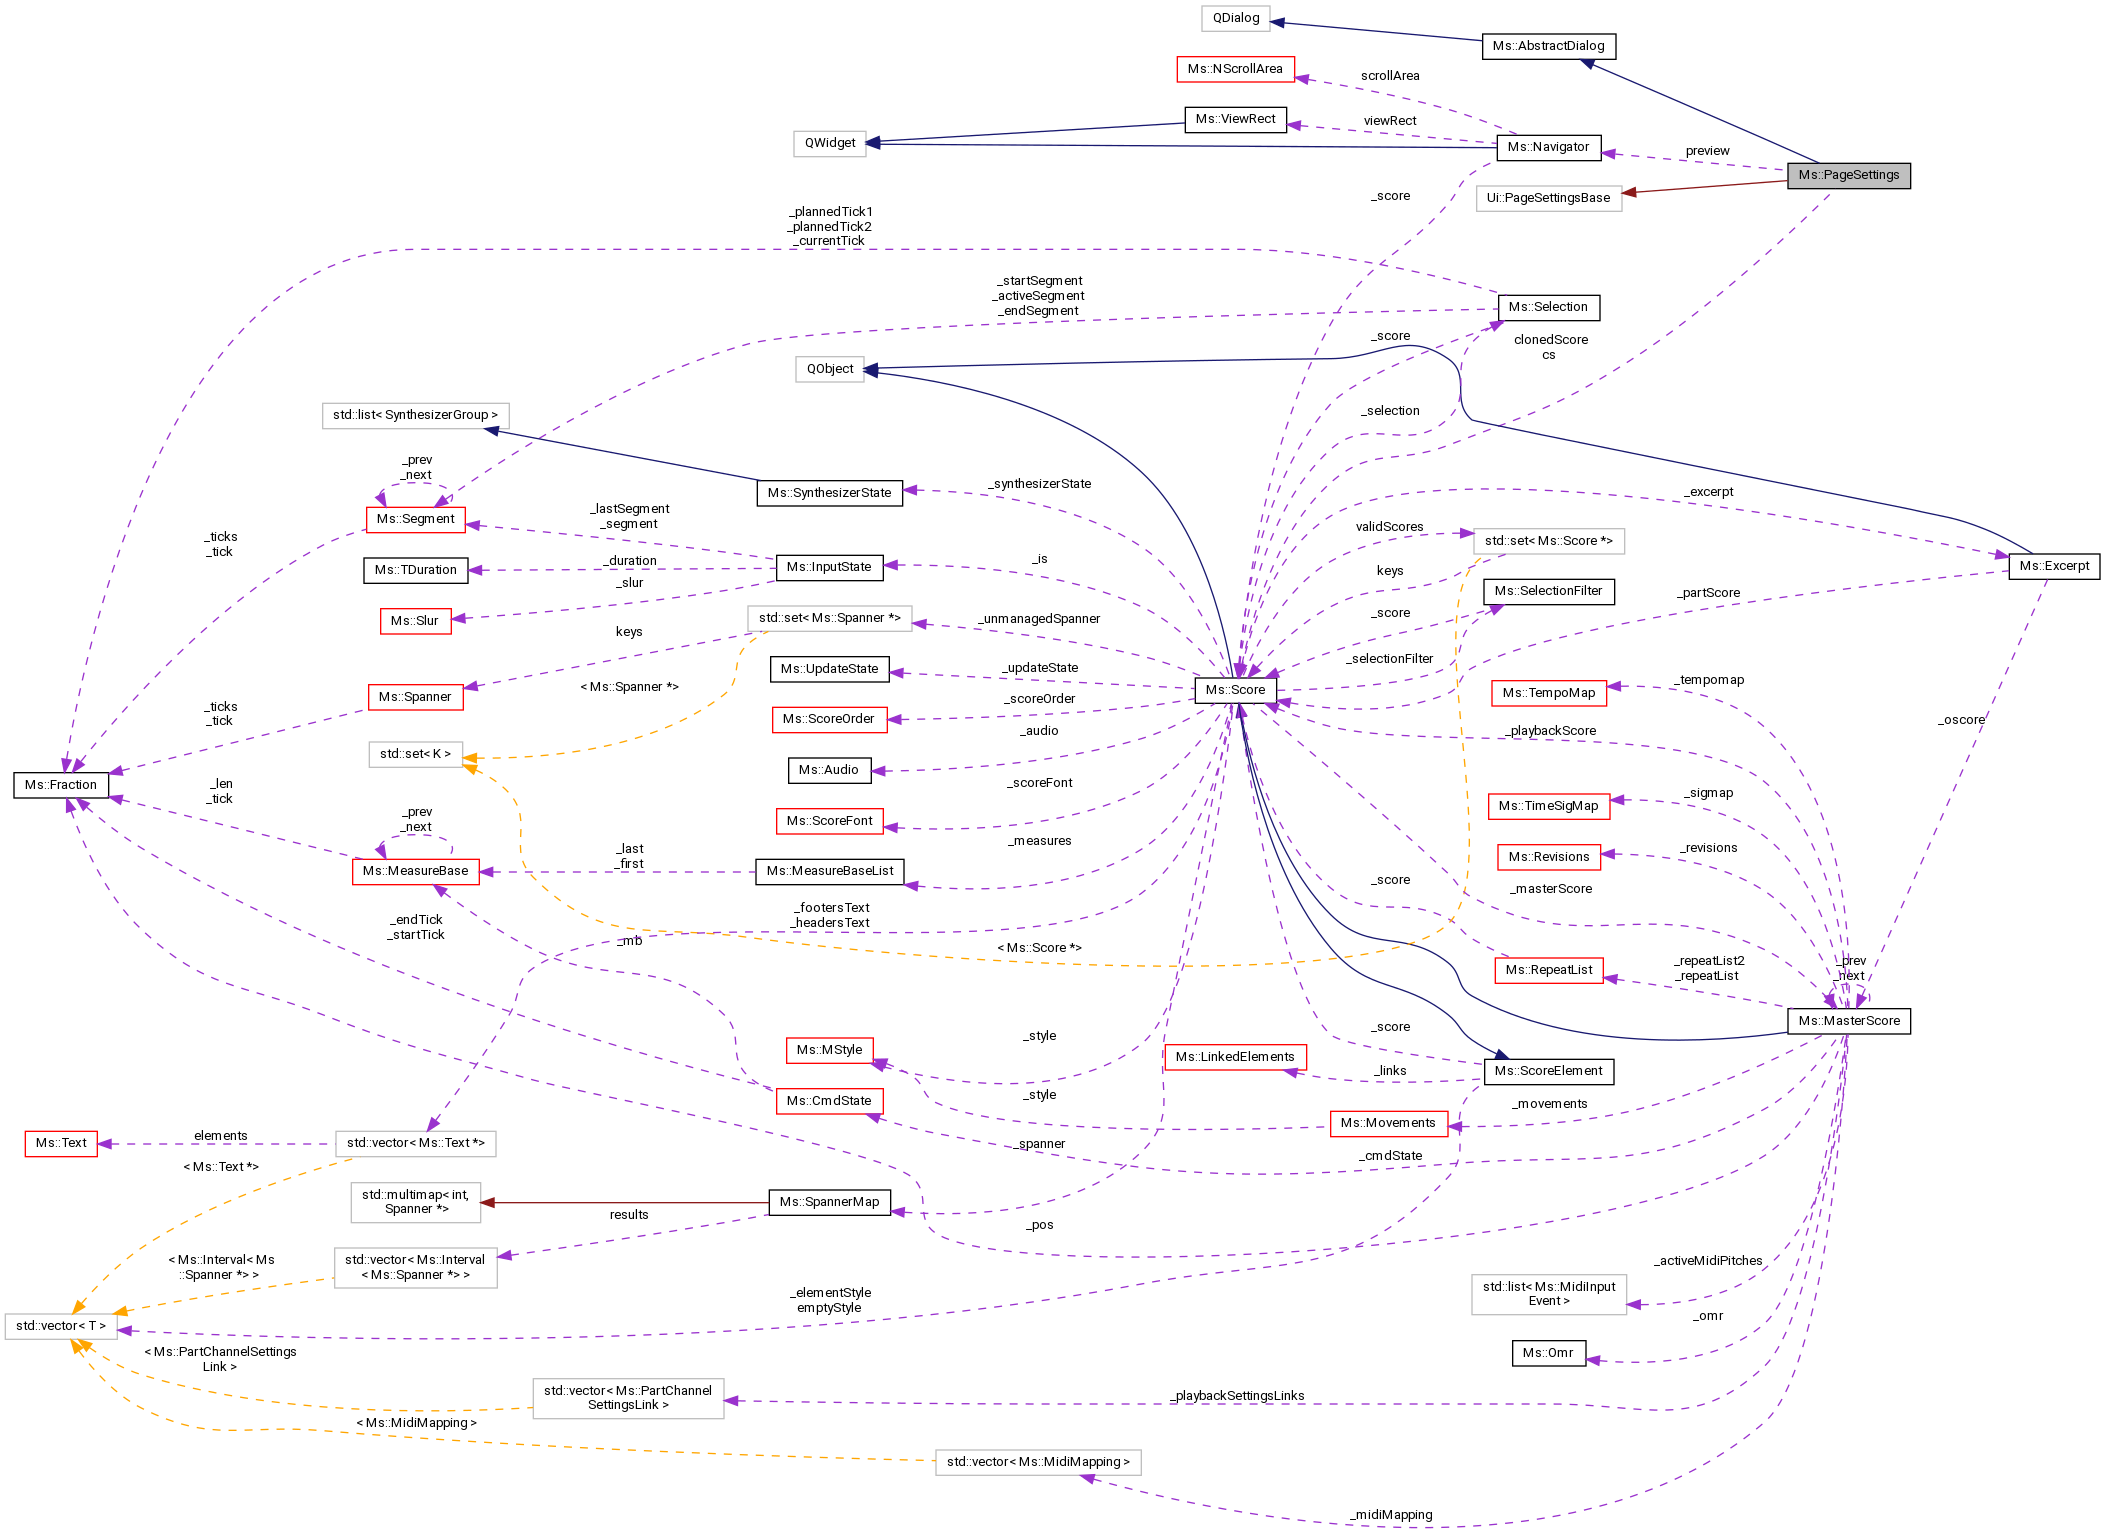 QDialog
Ms::AbstractDialog
Ms::NScrollArea
scrollArea
Ms::ViewRect
viewRect
QWidget
Ms::Navigator
preview
Ms::PageSettings
Ui::PageSettingsBase
_score
_plannedTick1
_plannedTick2
_currentTick
_startSegment
_activeSegment
_endSegment
Ms::Selection
_score
clonedScore
cs
QObject
std::list< SynthesizerGroup >
_selection
_prev
_next
Ms::SynthesizerState
_synthesizerState
_excerpt
Ms::Segment
_lastSegment
_segment
validScores
std::set< Ms::Score *>
_ticks
_tick
Ms::TDuration
_duration
Ms::InputState
_is
keys
Ms::Excerpt
_slur
Ms::SelectionFilter
_partScore
Ms::Slur
keys
std::set< Ms::Spanner *>
_unmanagedSpanner
_score
Ms::UpdateState
_updateState
_selectionFilter
Ms::Spanner
< Ms::Spanner *>
Ms::Score
Ms::TempoMap
_tempomap
_ticks
_tick
Ms::ScoreOrder
_scoreOrder
_oscore
_audio
_playbackScore
std::set< K >
Ms::Audio
Ms::Fraction
_len
_tick
_scoreFont
_sigmap
Ms::TimeSigMap
_prev
_next
Ms::ScoreFont
_measures
_revisions
Ms::Revisions
_last
_first
Ms::MeasureBase
Ms::MeasureBaseList
_score
_masterScore
_footersText
_headersText
_endTick
_startTick
_mb
< Ms::Score *>
Ms::RepeatList
_repeatList2
_repeatList
_prev
_next
Ms::MasterScore
_score
_style
Ms::MStyle
Ms::LinkedElements
_links
Ms::ScoreElement
_style
Ms::CmdState
_movements
Ms::Movements
Ms::Text
elements
std::vector< Ms::Text *>
_spanner
_cmdState
< Ms::Text *>
std::multimap< int,
Spanner *>
Ms::SpannerMap
results
_pos
< Ms::Interval< Ms
::Spanner *> >
std::vector< Ms::Interval
< Ms::Spanner *> >
_activeMidiPitches
std::list< Ms::MidiInput
Event >
_elementStyle
emptyStyle
_omr
std::vector< T >
Ms::Omr
< Ms::PartChannelSettings
Link >
std::vector< Ms::PartChannel
SettingsLink >
_playbackSettingsLinks
< Ms::MidiMapping >
std::vector< Ms::MidiMapping >
_midiMapping